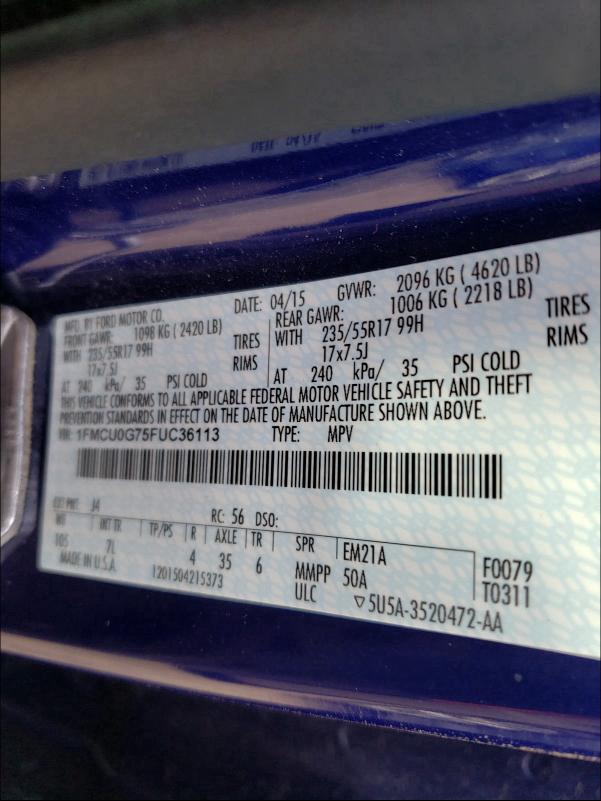 MFD. BY FORD MOTOR CO.
DATE: 04/15 GVWR: 2096 KG ( 4620 LB)
FRONT GAWR: 1098 KG ( 2420 LB) REAR GAWR: 1006 KG ( 2218 LB)
WITH 235/55R17 99H TIRES WITH 235/55R17 99H TIRES
17x7.5J RIMS 17x7.5J RIMS
AT 240 kPa/ 35 PSI COLD AT 240 kPa/ 35 PSI COLD
THIS VEHICLE CONFORMS TO ALL APPLICABLE FEDERAL MOTOR VEHICLE SAFETY AND THEFT
PREVENTION STANDARDS IN EFFECT ON THE DATE OF MANUFACTURE SHOWN ABOVE.
VIN: 1FMCU0G75FUC36113 TYPE: MPV
EXT PNT: J4 RC: 56 DSO:
WB INT TR TP/PS R AXLE TR SPR EM21A F0079
105 7L 4 35 6 MMPP 50A T0311
MADE IN U.S.A 1201504215373 ULC ▽5U5A-3520472-AA